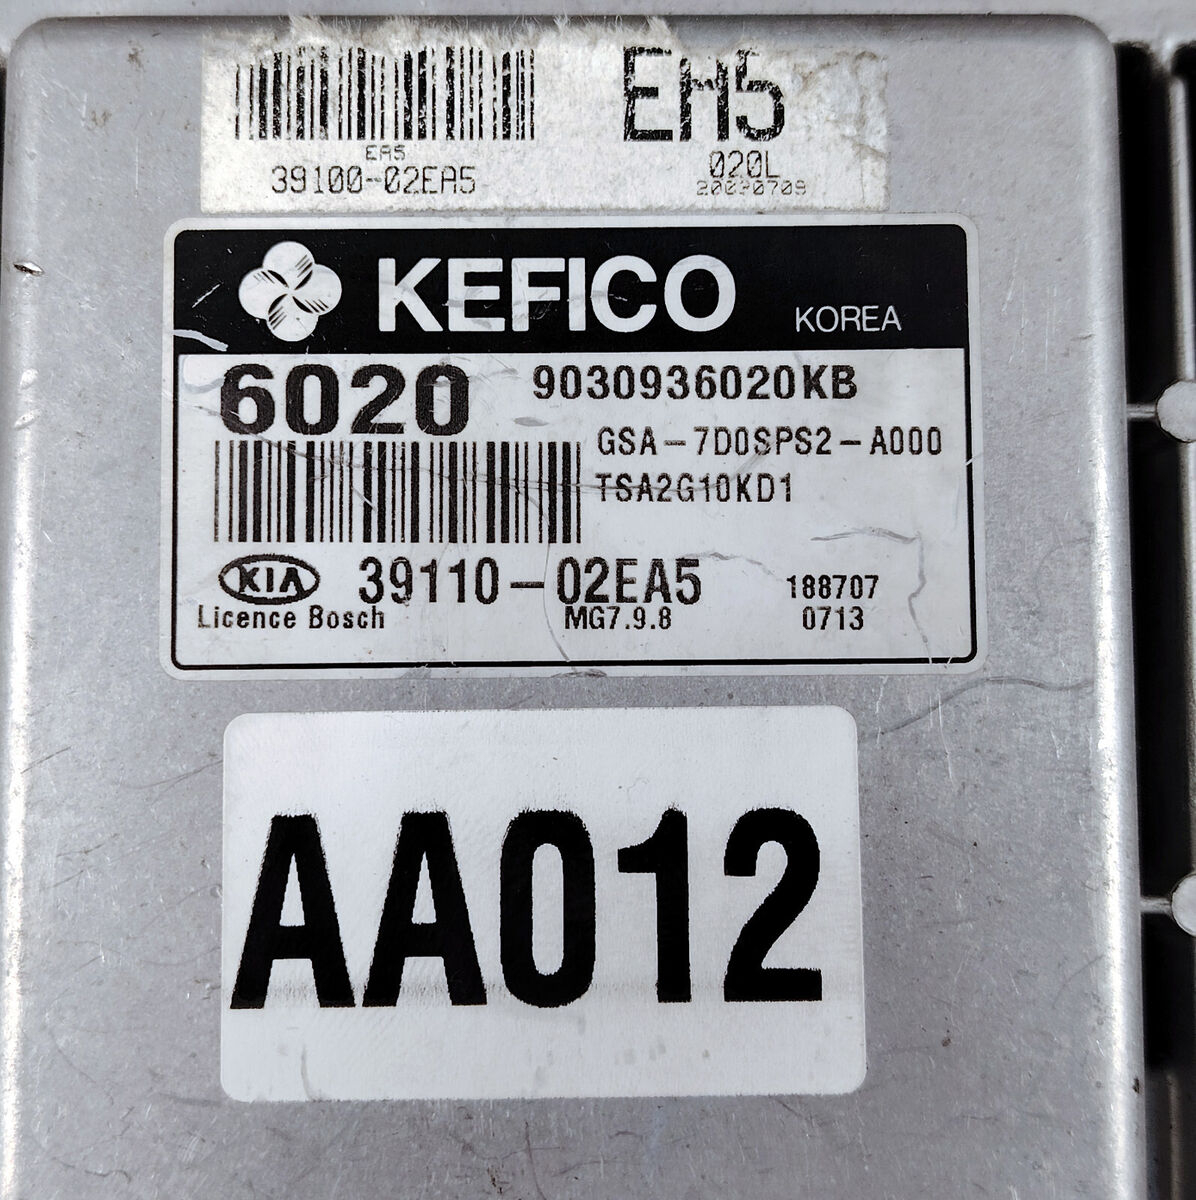 EM5
EA5
39100-02EA5
020L
KEFICO KOREA
6020 9030936020KB
GSA-7D0SPS2-A000
TSA2G10KD1
KIA 39110-02EA5 188707
Licence Bosch MG7.9.8 0713
AA012